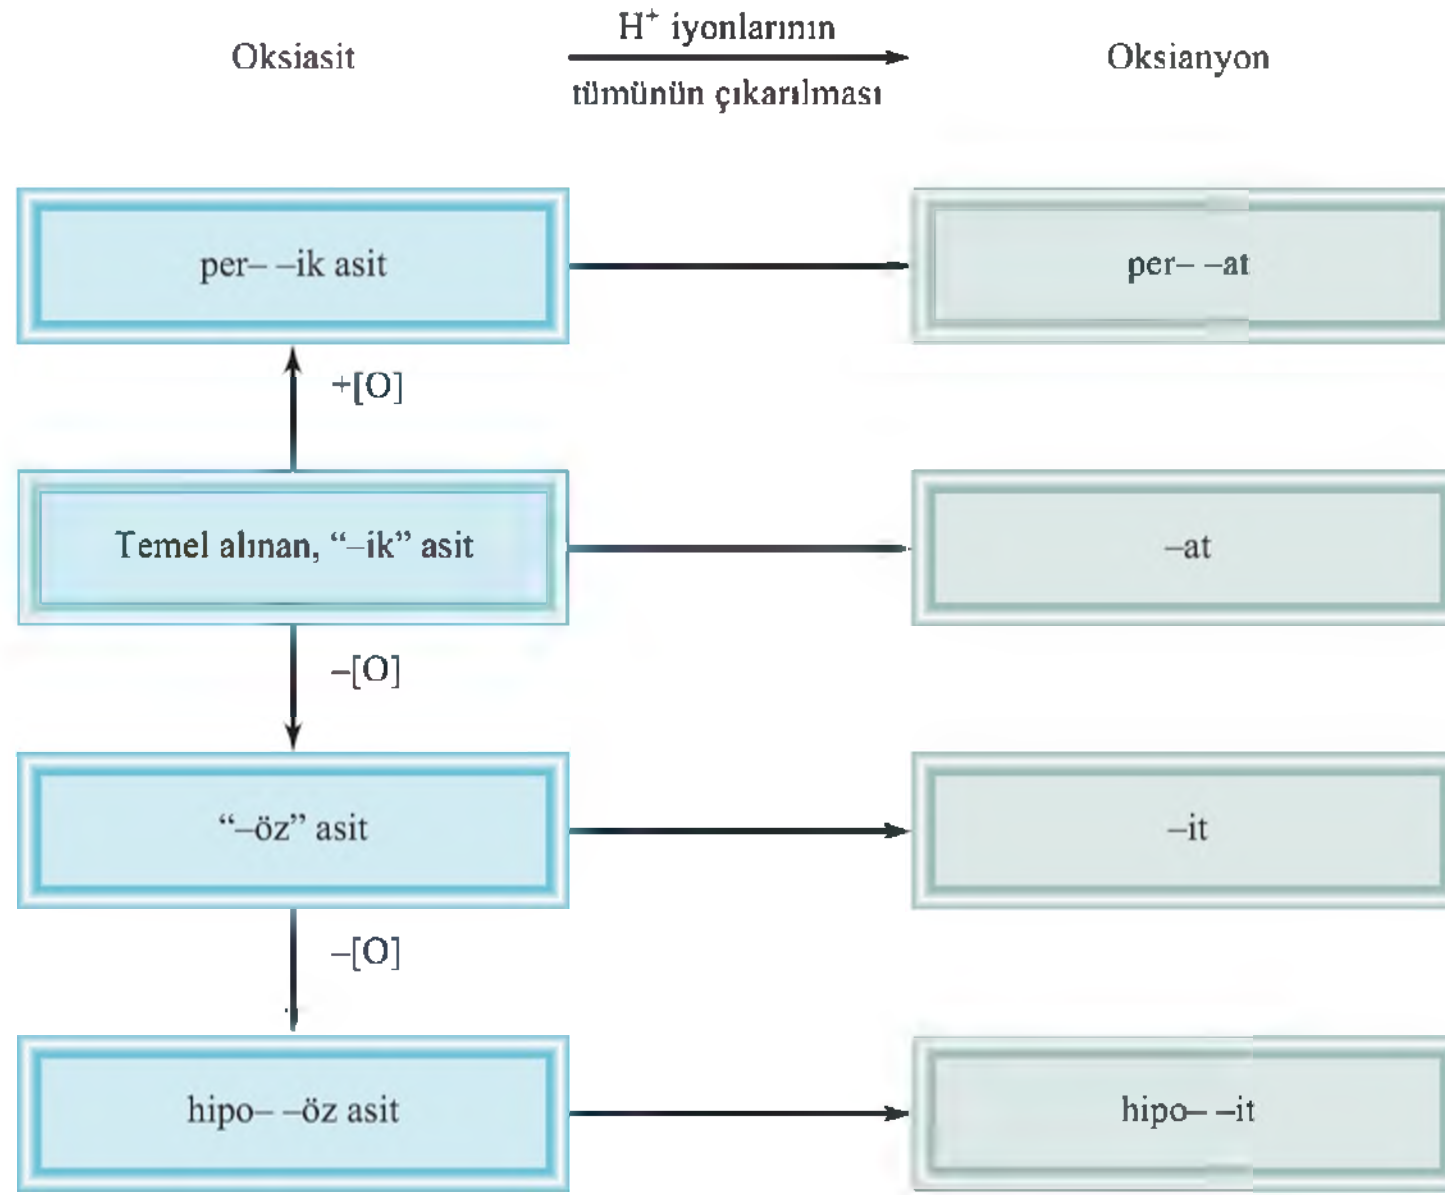 Oksiasit
H⁺ iyonlarının
tümünün çıkarılması
Oksianyon
per– –ik asit
per– –at
+[O]
Temel alınan, “–ik” asit
–at
–[O]
“–öz” asit
–it
–[O]
hipo– –öz asit
hipo– –it